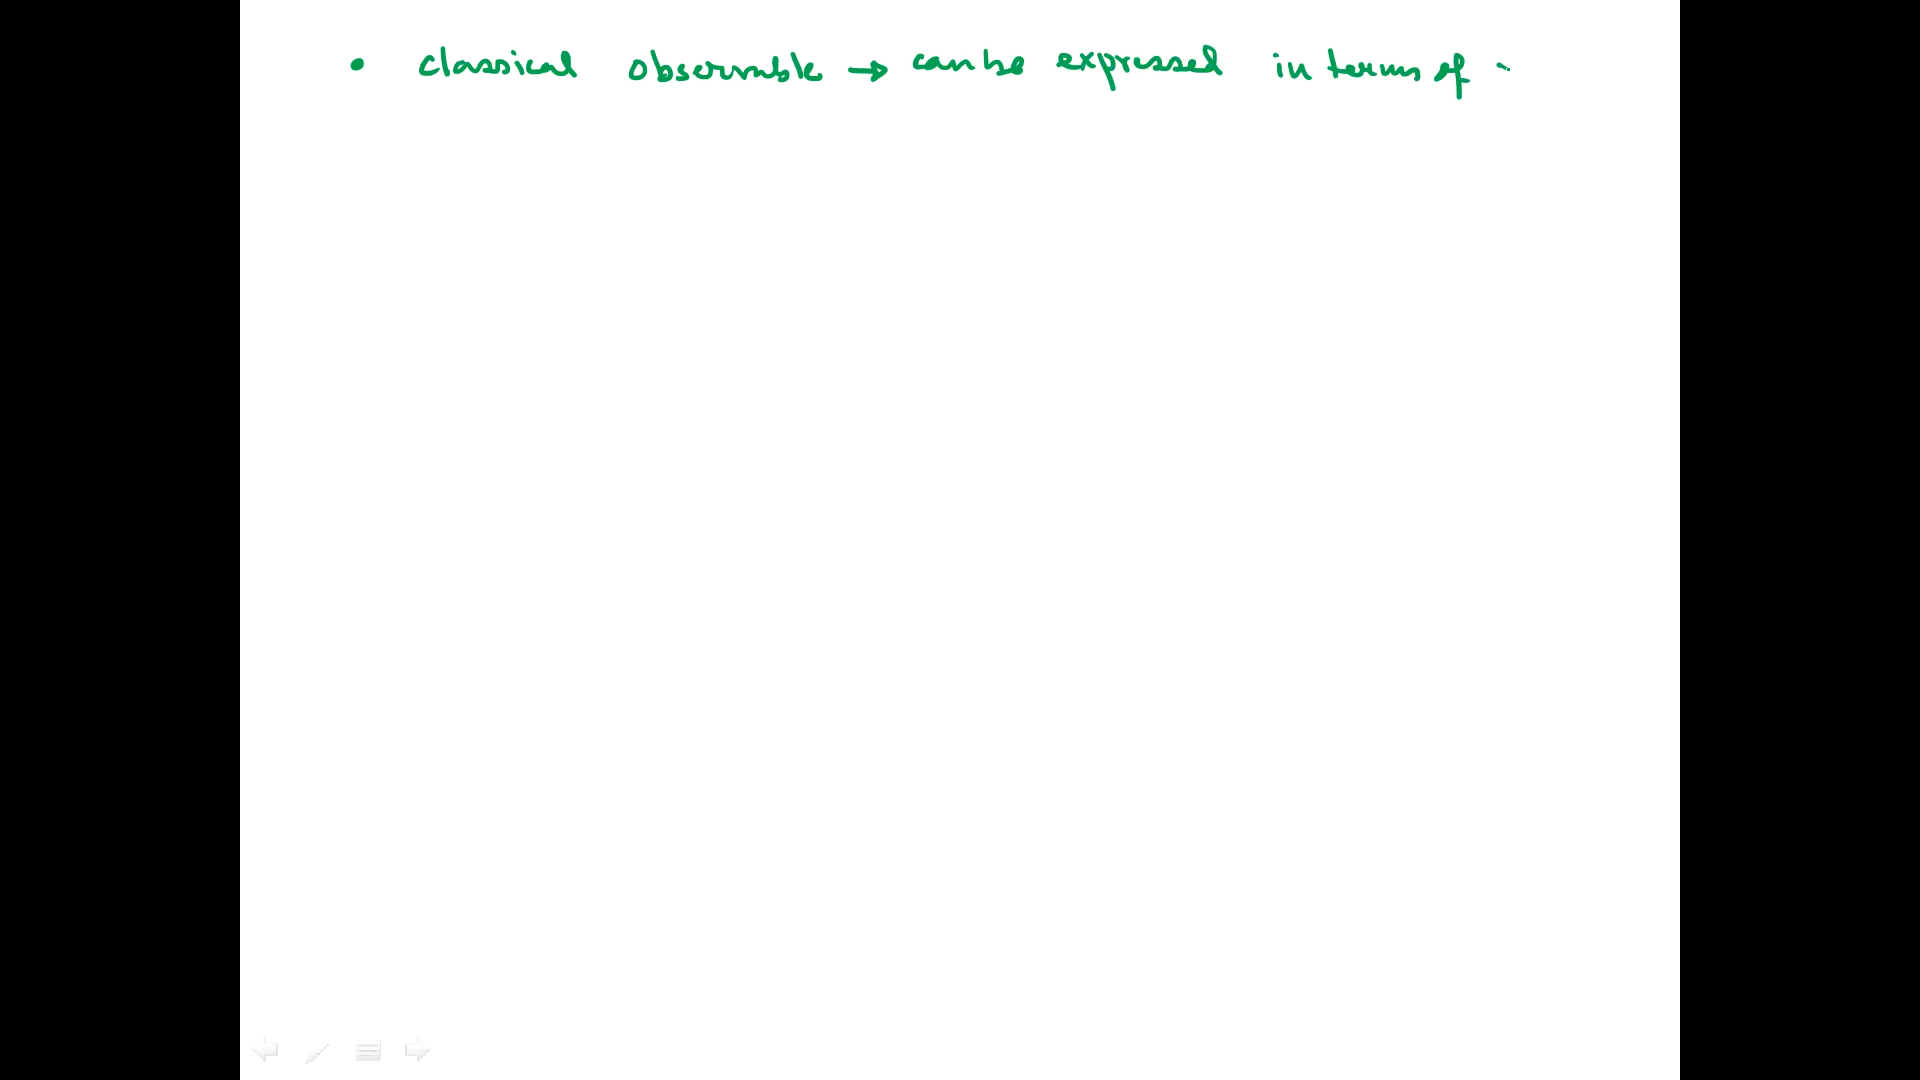 • classical observable → can be expressed in terms of